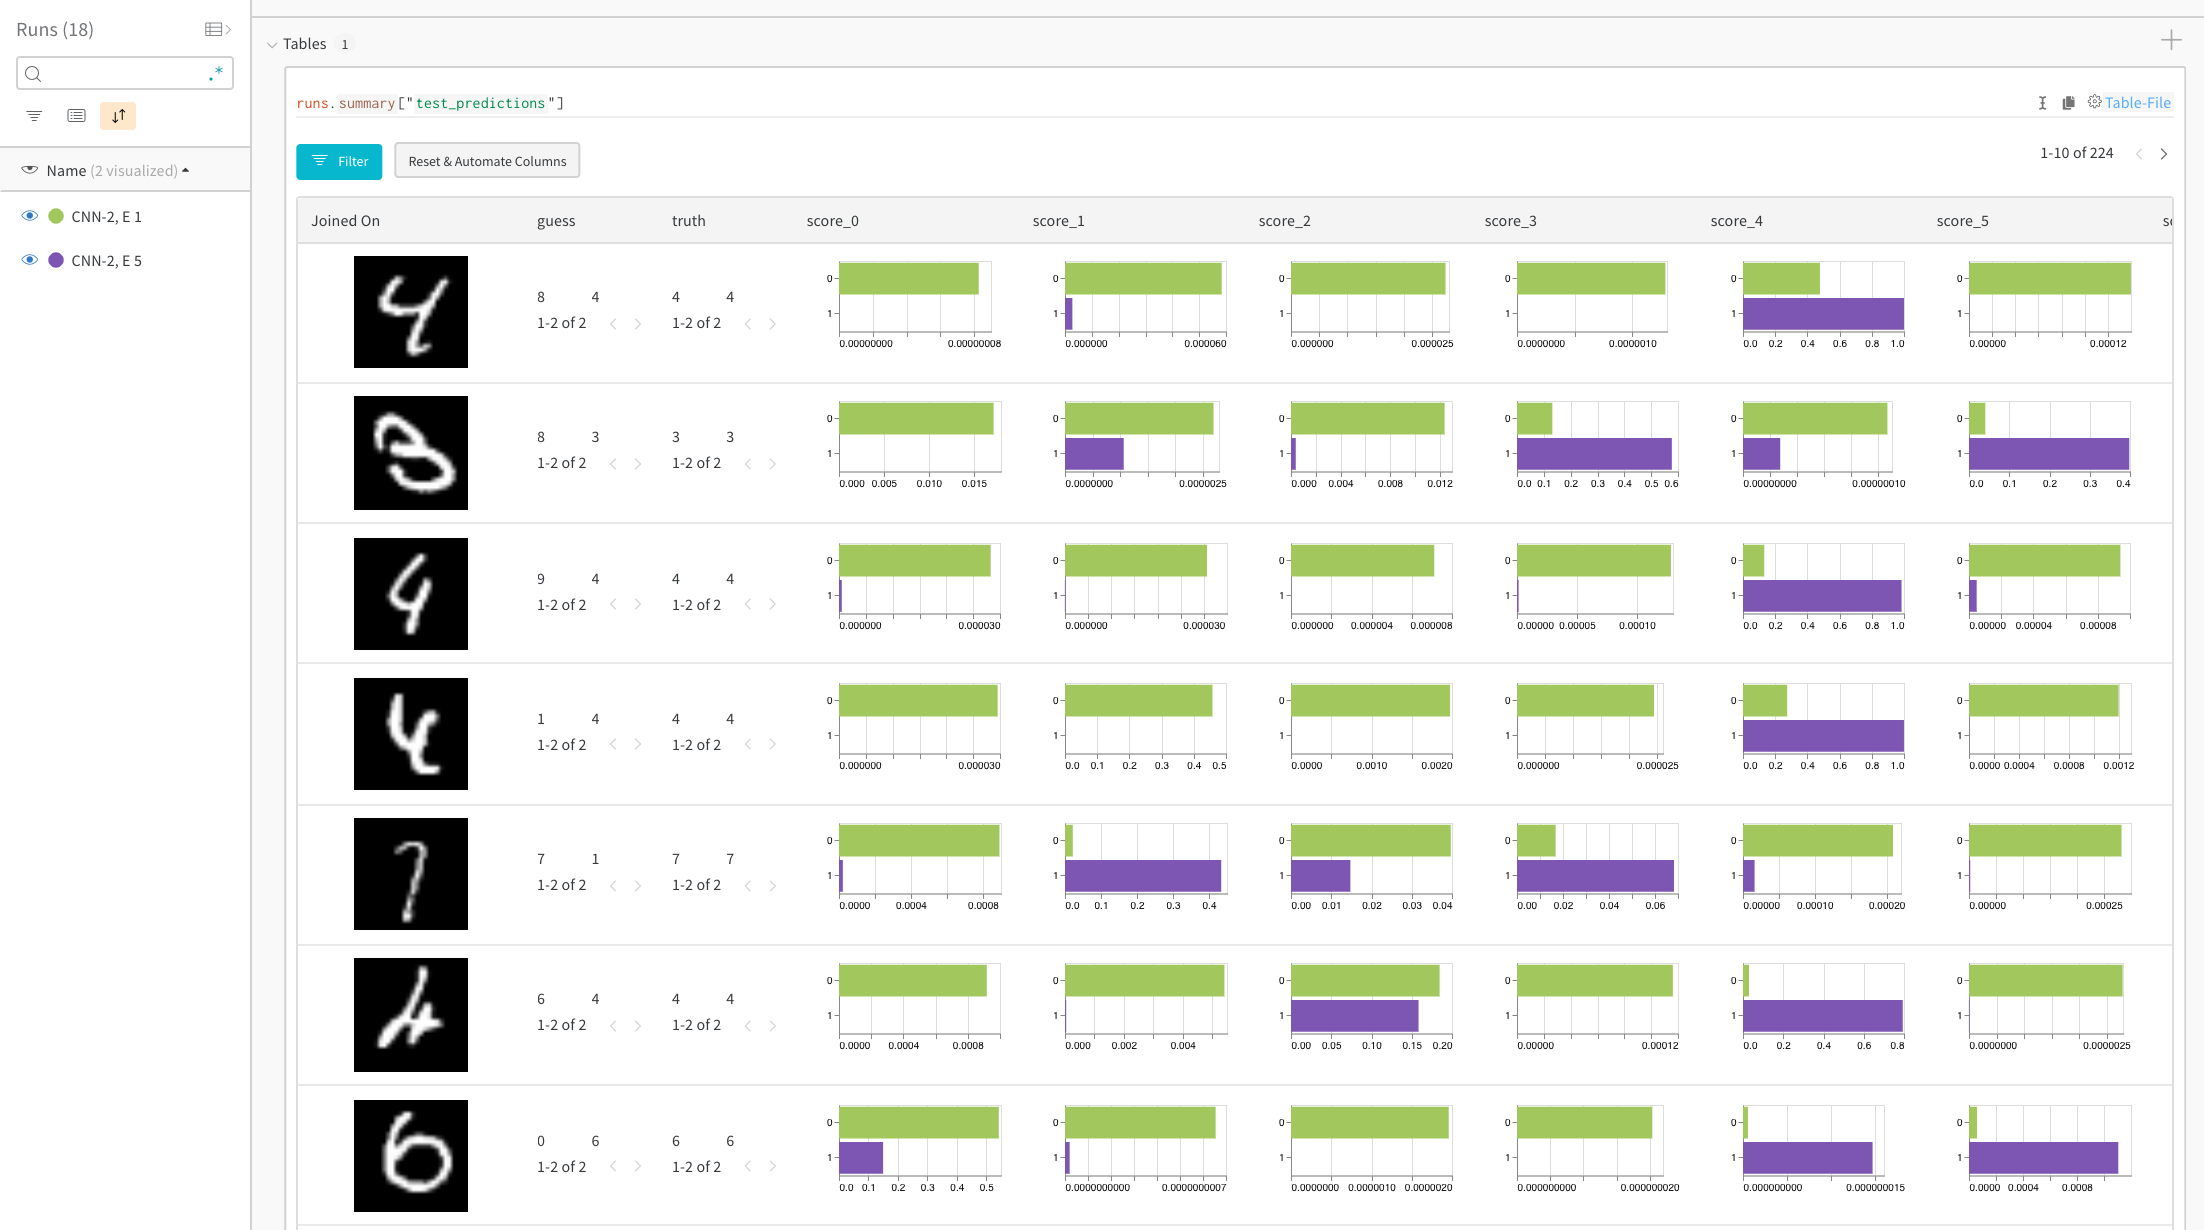 Runs (18)
.*
Name (2 visualized)
CNN-2, E 1
CNN-2, E 5
Tables 1
runs.summary["test_predictions"]
Table-File
Filter
Reset & Automate Columns
1-10 of 224
Joined On guess truth score_0 score_1 score_2 score_3 score_4 score_5
8 4 4 4
1-2 of 2 1-2 of 2
0 0 0 0 0 0
1 1 1 1 1 1
0.00000000 0.00000008 0.000000 0.000060 0.000000 0.000025 0.0000000 0.0000010 0.0 0.2 0.4 0.6 0.8 1.0 0.00000 0.00012
8 3 3 3
1-2 of 2 1-2 of 2
0 0 0 0 0 0
1 1 1 1 1 1
0.000 0.005 0.010 0.015 0.0000000 0.0000025 0.000 0.004 0.008 0.012 0.0 0.1 0.2 0.3 0.4 0.5 0.6 0.00000000 0.00000010 0.0 0.1 0.2 0.3 0.4
4
9 4 4 4
1-2 of 2 1-2 of 2
0 0 0 0 0 0
1 1 1 1 1 1
0.000000 0.000030 0.000000 0.000030 0.000000 0.000004 0.000008 0.00000 0.00005 0.00010 0.0 0.2 0.4 0.6 0.8 1.0 0.00000 0.00004 0.00008
1 4 4 4
1-2 of 2 1-2 of 2
0 0 0 0 0 0
1 1 1 1 1 1
0.000000 0.000030 0.0 0.1 0.2 0.3 0.4 0.5 0.0000 0.0010 0.0020 0.000000 0.000025 0.0 0.2 0.4 0.6 0.8 1.0 0.0000 0.0004 0.0008 0.0012
7
7 1 7 7
1-2 of 2 1-2 of 2
0 0 0 0 0 0
1 1 1 1 1 1
0.0000 0.0004 0.0008 0.0 0.1 0.2 0.3 0.4 0.00 0.01 0.02 0.03 0.04 0.00 0.02 0.04 0.06 0.00000 0.00010 0.00020 0.00000 0.00025
6 4 4 4
1-2 of 2 1-2 of 2
0 0 0 0 0 0
1 1 1 1 1 1
0.0000 0.0004 0.0008 0.000 0.002 0.004 0.00 0.05 0.10 0.15 0.20 0.00000 0.00012 0.0 0.2 0.4 0.6 0.8 0.0000000 0.0000025
6
0 6 6 6
1-2 of 2 1-2 of 2
0 0 0 0 0 0
1 1 1 1 1 1
0.0 0.1 0.2 0.3 0.4 0.5 0.0000000000 0.0000000007 0.0000000 0.0000010 0.0000020 0.000000000 0.000000020 0.000000000 0.000000015 0.0000 0.0004 0.0008